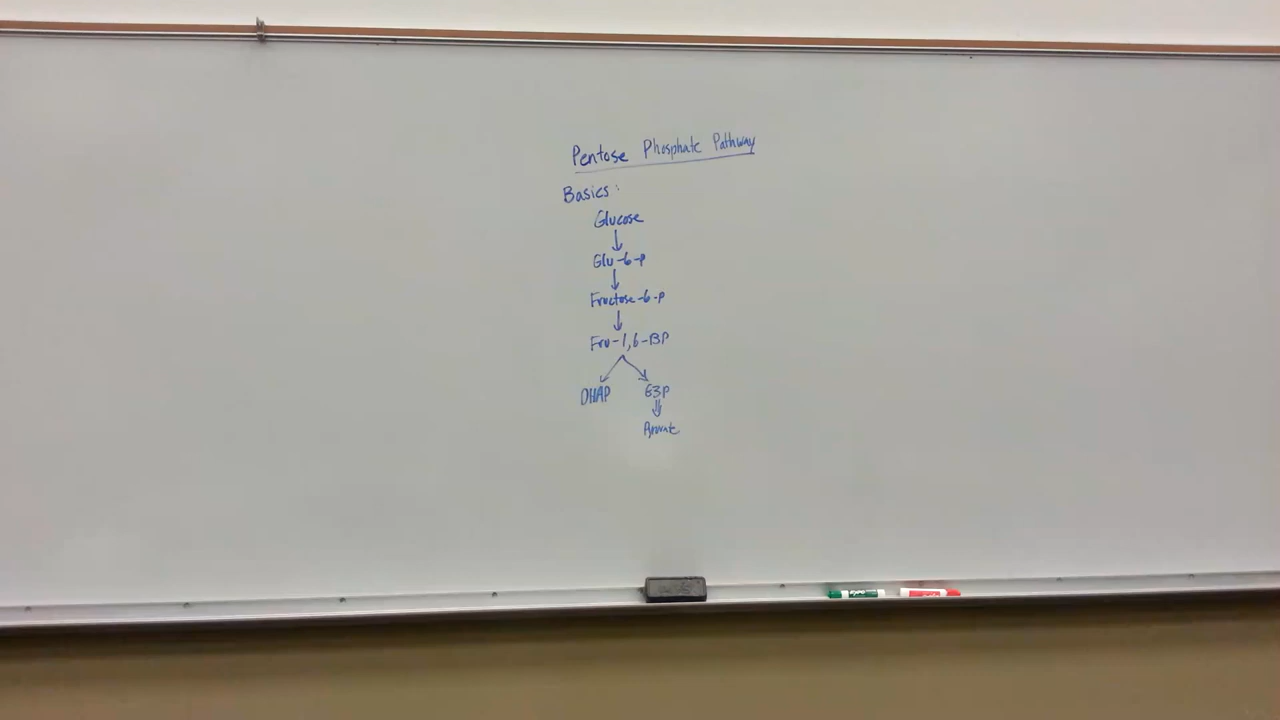 Pentose Phosphate Pathway
Basics:
Glucose
Glu-6-P
Fructose-6-P
Fru-1,6-BP
DHAP G3P
Pyruvate